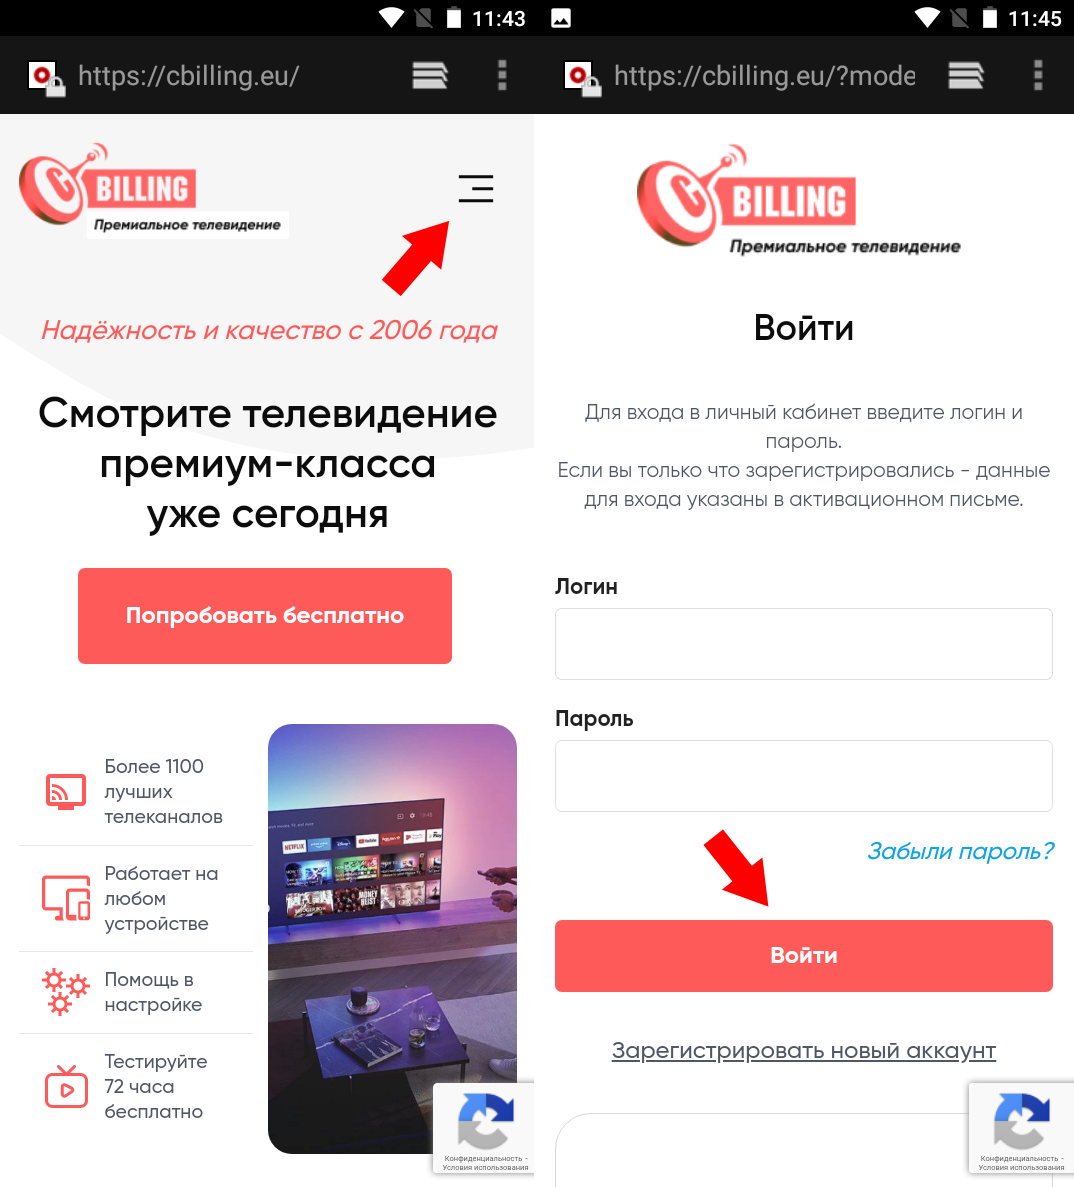 11:43
https://cbilling.eu/
BILLING
Премиальное телевидение
Надёжность и качество с 2006 года
Смотрите телевидение
премиум-класса
уже сегодня
Попробовать бесплатно
Более 1100
лучших
телеканалов
Работает на
любом
устройстве
Помощь в
настройке
Тестируйте
72 часа
бесплатно
NETFLIX
YouTube
MONEY
HEIST
Конфиденциальность -
Условия использования
11:45
https://cbilling.eu/?mode
BILLING
Премиальное телевидение
Войти
Для входа в личный кабинет введите логин и
пароль.
Если вы только что зарегистрировались - данные
для входа указаны в активационном письме.
Логин
Пароль
Забыли пароль?
Войти
Зарегистрировать новый аккаунт
Конфиденциальность -
Условия использования